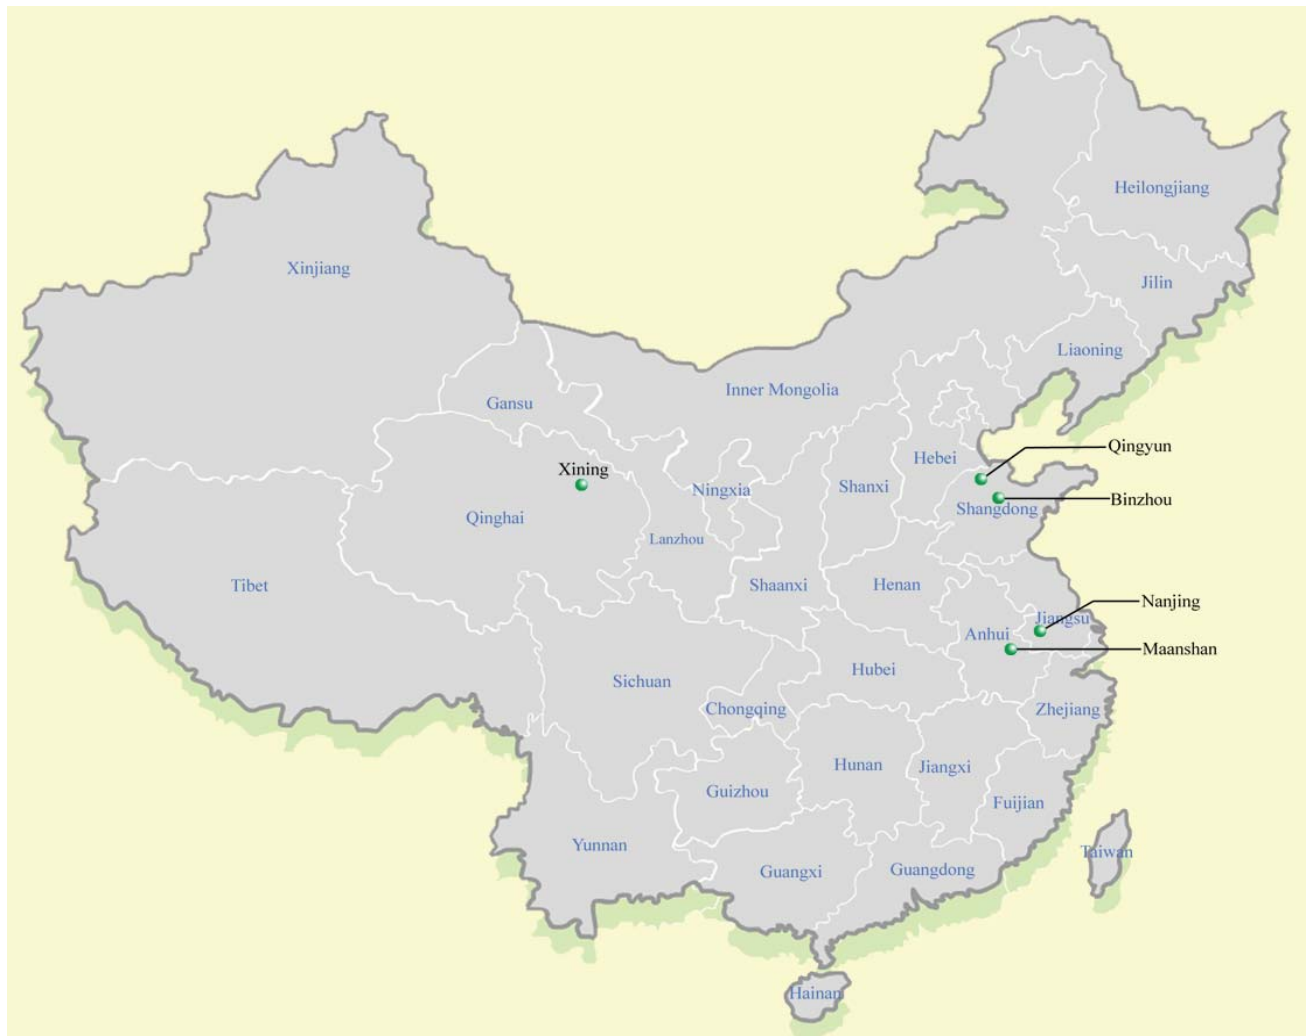 Heilongjiang
Xinjiang
Jilin
Liaoning
Inner Mongolia
Gansu
Qingyun
Hebei
Xining
Ningxia
Shanxi
Binzhou
Shangdong
Qinghai
Lanzhou
Tibet
Shaanxi
Henan
Nanjing
Jiangsu
Anhui
Maanshan
Hubei
Sichuan
Chongqing
Zhejiang
Hunan
Jiangxi
Guizhou
Fuijian
Yunnan
Taiwan
Guangxi
Guangdong
Hainan